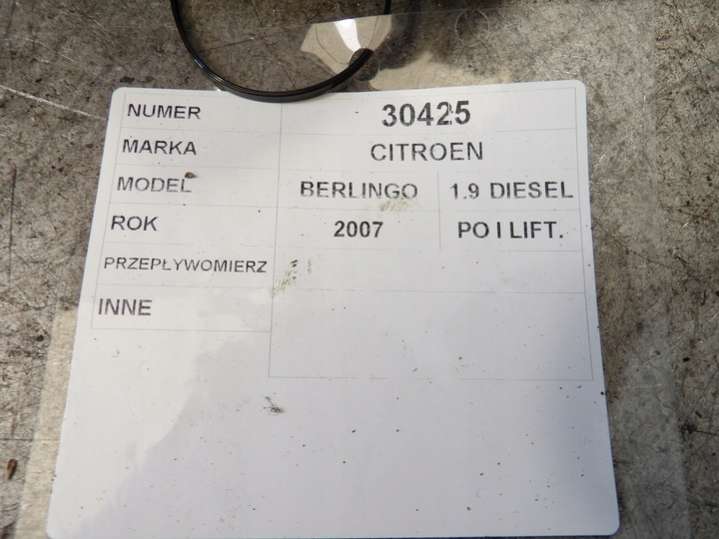 NUMER 30425
MARKA CITROEN
MODEL BERLINGO 1.9 DIESEL
ROK 2007 PO I LIFT.
PRZEPŁYWOMIERZ
INNE